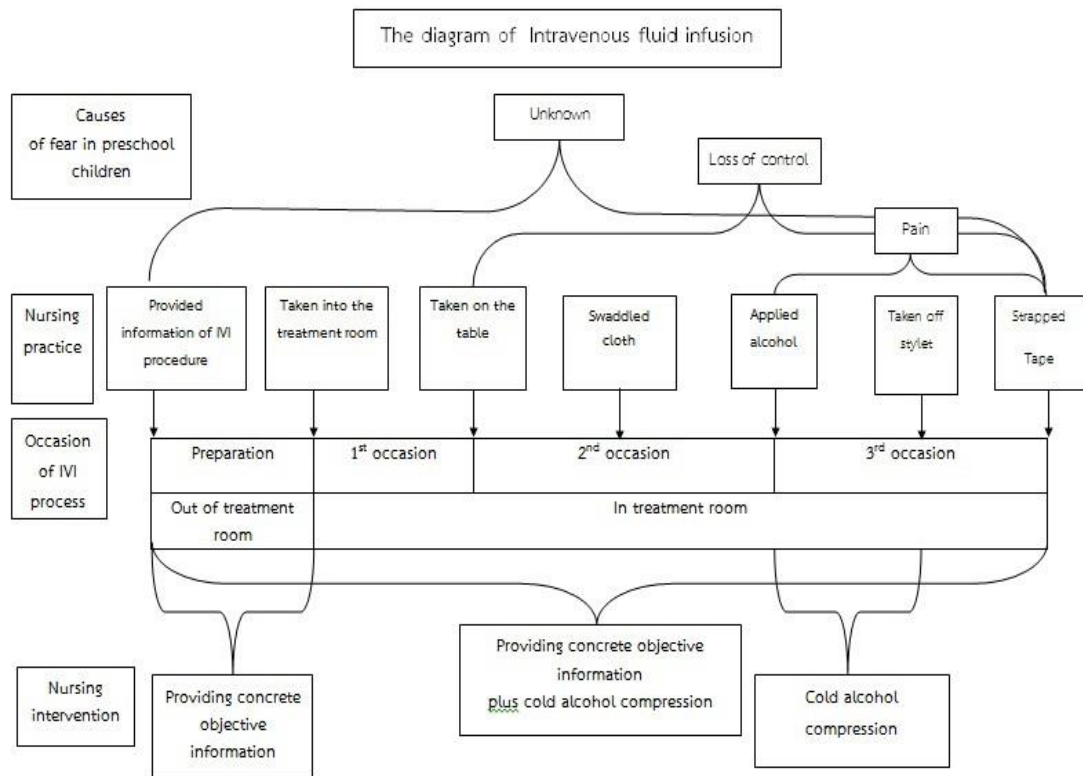 The diagram of Intravenous fluid infusion
Causes
of fear in preschool
children
Unknown
Loss of control
Pain
Nursing
practice
Provided
information of IVI
procedure
Taken into the
treatment room
Taken on the
table
Swaddled
cloth
Applied
alcohol
Taken off
stylet
Strapped
Tape
Occasion
of IVI
process
Preparation
1st occasion
2nd occasion
3rd occasion
Out of treatment
room
In treatment room
Nursing
intervention
Providing concrete
objective
information
Providing concrete objective
information
plus cold alcohol compression
Cold alcohol
compression